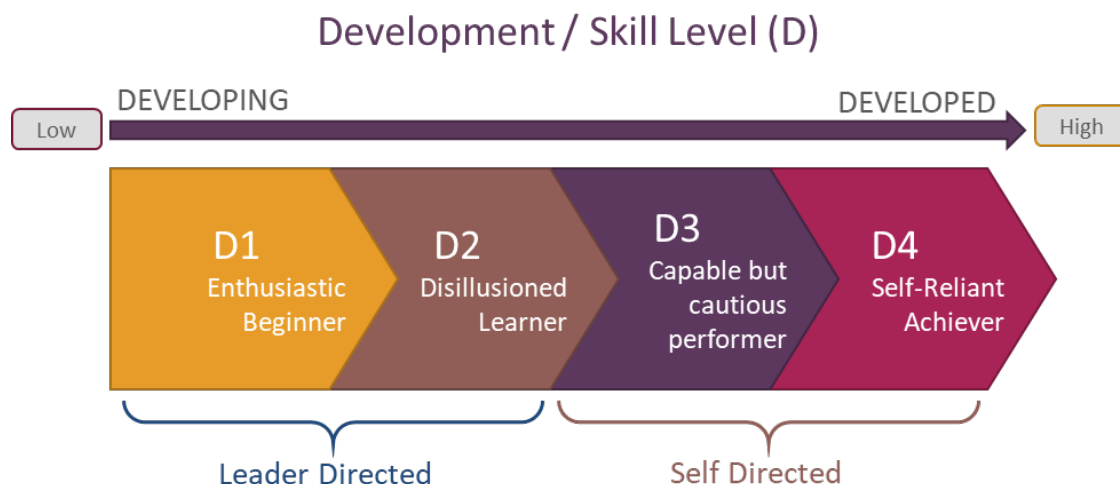 Development / Skill Level (D)
DEVELOPING
DEVELOPED
Low
High
D1
Enthusiastic
Beginner
D2
Disillusioned
Learner
D3
Capable but
cautious
performer
D4
Self-Reliant
Achiever
Leader Directed
Self Directed